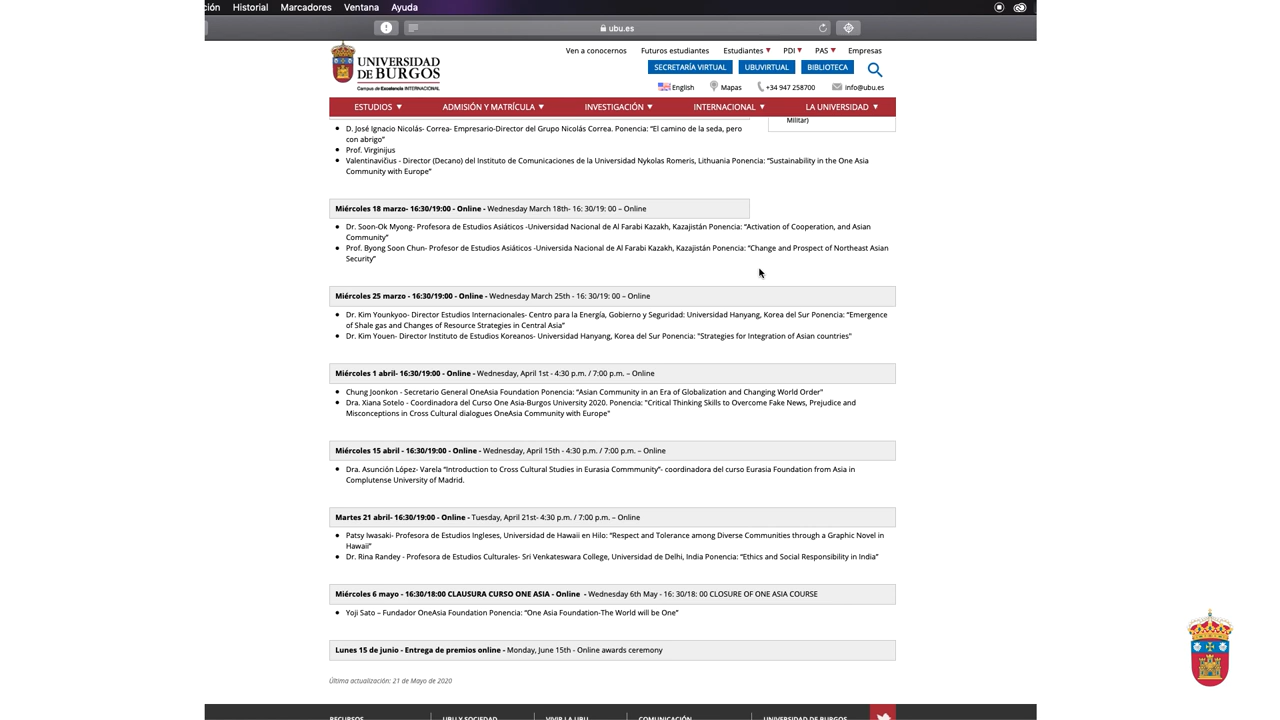 ción Historial Marcadores Ventana Ayuda
ubu.es
Ven a conocernos Futuros estudiantes Estudiantes PDI PAS Empresas
UNIVERSIDAD
DE BURGOS
Campus de Excelencia INTERNACIONAL
SECRETARÍA VIRTUAL UBUVIRTUAL BIBLIOTECA
English Mapas +34 947 258700 info@ubu.es
ESTUDIOS ADMISIÓN Y MATRÍCULA INVESTIGACIÓN INTERNACIONAL LA UNIVERSIDAD
Militar)
D. José Ignacio Nicolás- Correa- Empresario-Director del Grupo Nicolás Correa. Ponencia: “El camino de la seda, pero
con abrigo”
Prof. Virginijus
Valentinavičius - Director (Decano) del Instituto de Comunicaciones de la Universidad Nykolas Romeris, Lithuania Ponencia: “Sustainability in the One Asia
Community with Europe”
Miércoles 18 marzo- 16:30/19:00 - Online - Wednesday March 18th- 16: 30/19: 00 – Online
Dr. Soon-Ok Myong- Profesora de Estudios Asiáticos -Universidad Nacional de Al Farabi Kazakh, Kazajistán Ponencia: “Activation of Cooperation, and Asian
Community”
Prof. Byong Soon Chun- Profesor de Estudios Asiáticos -Universida Nacional de Al Farabi Kazakh, Kazajistán Ponencia: “Change and Prospect of Northeast Asian
Security”
Miércoles 25 marzo - 16:30/19:00 - Online - Wednesday March 25th - 16: 30/19: 00 – Online
Dr. Kim Younkyoo- Director Estudios Internacionales- Centro para la Energía, Gobierno y Seguridad: Universidad Hanyang, Korea del Sur Ponencia: “Emergence
of Shale gas and Changes of Resource Strategies in Central Asia”
Dr. Kim Youen- Director Instituto de Estudios Koreanos- Universidad Hanyang, Korea del Sur Ponencia: "Strategies for Integration of Asian countries"
Miércoles 1 abril- 16:30/19:00 - Online - Wednesday, April 1st - 4:30 p.m. / 7:00 p.m. – Online
Chung Joonkon - Secretario General OneAsia Foundation Ponencia: "Asian Community in an Era of Globalization and Changing World Order"
Dra. Xiana Sotelo - Coordinadora del Curso One Asia-Burgos University 2020. Ponencia: "Critical Thinking Skills to Overcome Fake News, Prejudice and
Misconceptions in Cross Cultural dialogues OneAsia Community with Europe"
Miércoles 15 abril - 16:30/19:00 - Online - Wednesday, April 15th - 4:30 p.m. / 7:00 p.m. – Online
Dra. Asunción López- Varela “Introduction to Cross Cultural Studies in Eurasia Commmunity”- coordinadora del curso Eurasia Foundation from Asia in
Complutense University of Madrid.
Martes 21 abril- 16:30/19:00 - Online - Tuesday, April 21st- 4:30 p.m. / 7:00 p.m. – Online
Patsy Iwasaki- Profesora de Estudios Ingleses, Universidad de Hawaii en Hilo: “Respect and Tolerance among Diverse Communities through a Graphic Novel in
Hawaii”
Dr. Rina Randey - Profesora de Estudios Culturales- Sri Venkateswara College, Universidad de Delhi, India Ponencia: “Ethics and Social Responsibility in India”
Miércoles 6 mayo - 16:30/18:00 CLAUSURA CURSO ONE ASIA - Online - Wednesday 6th May - 16: 30/18: 00 CLOSURE OF ONE ASIA COURSE
Yoji Sato – Fundador OneAsia Foundation Ponencia: “One Asia Foundation-The World will be One”
Lunes 15 de junio - Entrega de premios online - Monday, June 15th - Online awards ceremony
Última actualización: 21 de Mayo de 2020
RECURSOS UBU Y SOCIEDAD VIVIR LA UBU COMUNICACIÓN UNIVERSIDAD DE BURGOS